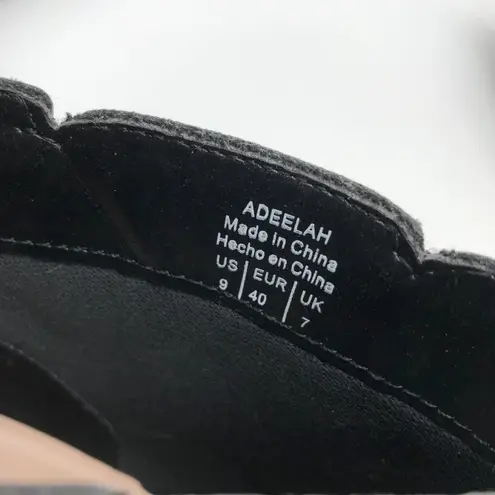 ADEELAH
Made in China
Hecho en China
US | EUR | UK
9 | 40 | 7